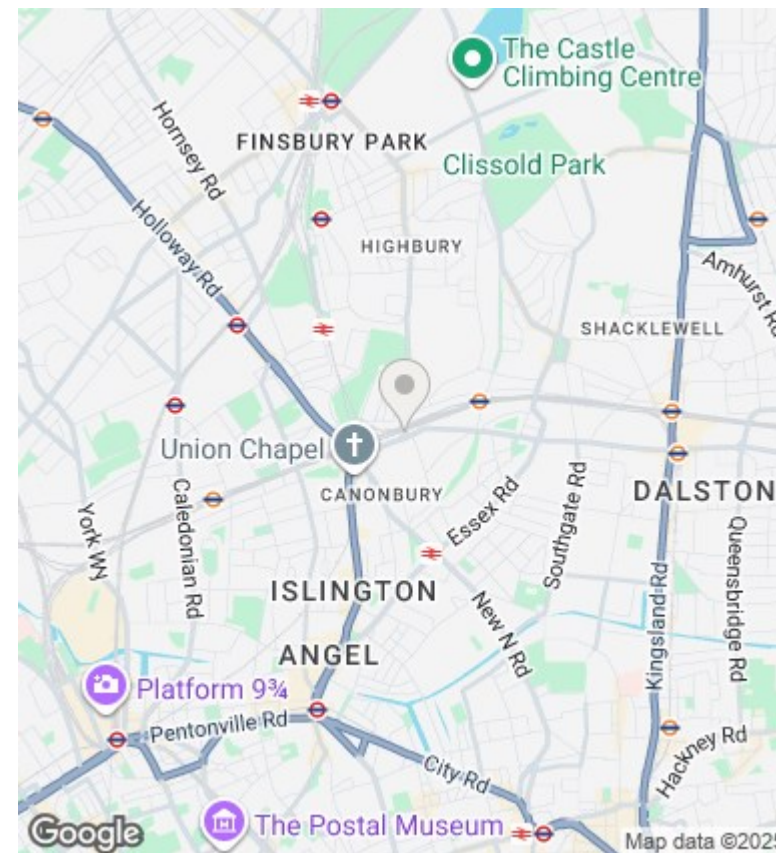 The Castle
Climbing Centre
Hornsey Rd
FINSBURY PARK
Clissold Park
Holloway Rd
HIGHBURY
Amhurst Rd
SHACKLEWELL
Union Chapel
CANONBURY
Essex Rd
DALSTON
York Wy
Caledonian Rd
Southgate Rd
Queensbridge Rd
ISLINGTON
New N Rd
Kingsland Rd
ANGEL
Platform 9¾
Pentonville Rd
City Rd
Hackney Rd
The Postal Museum
Google
Map data ©2025